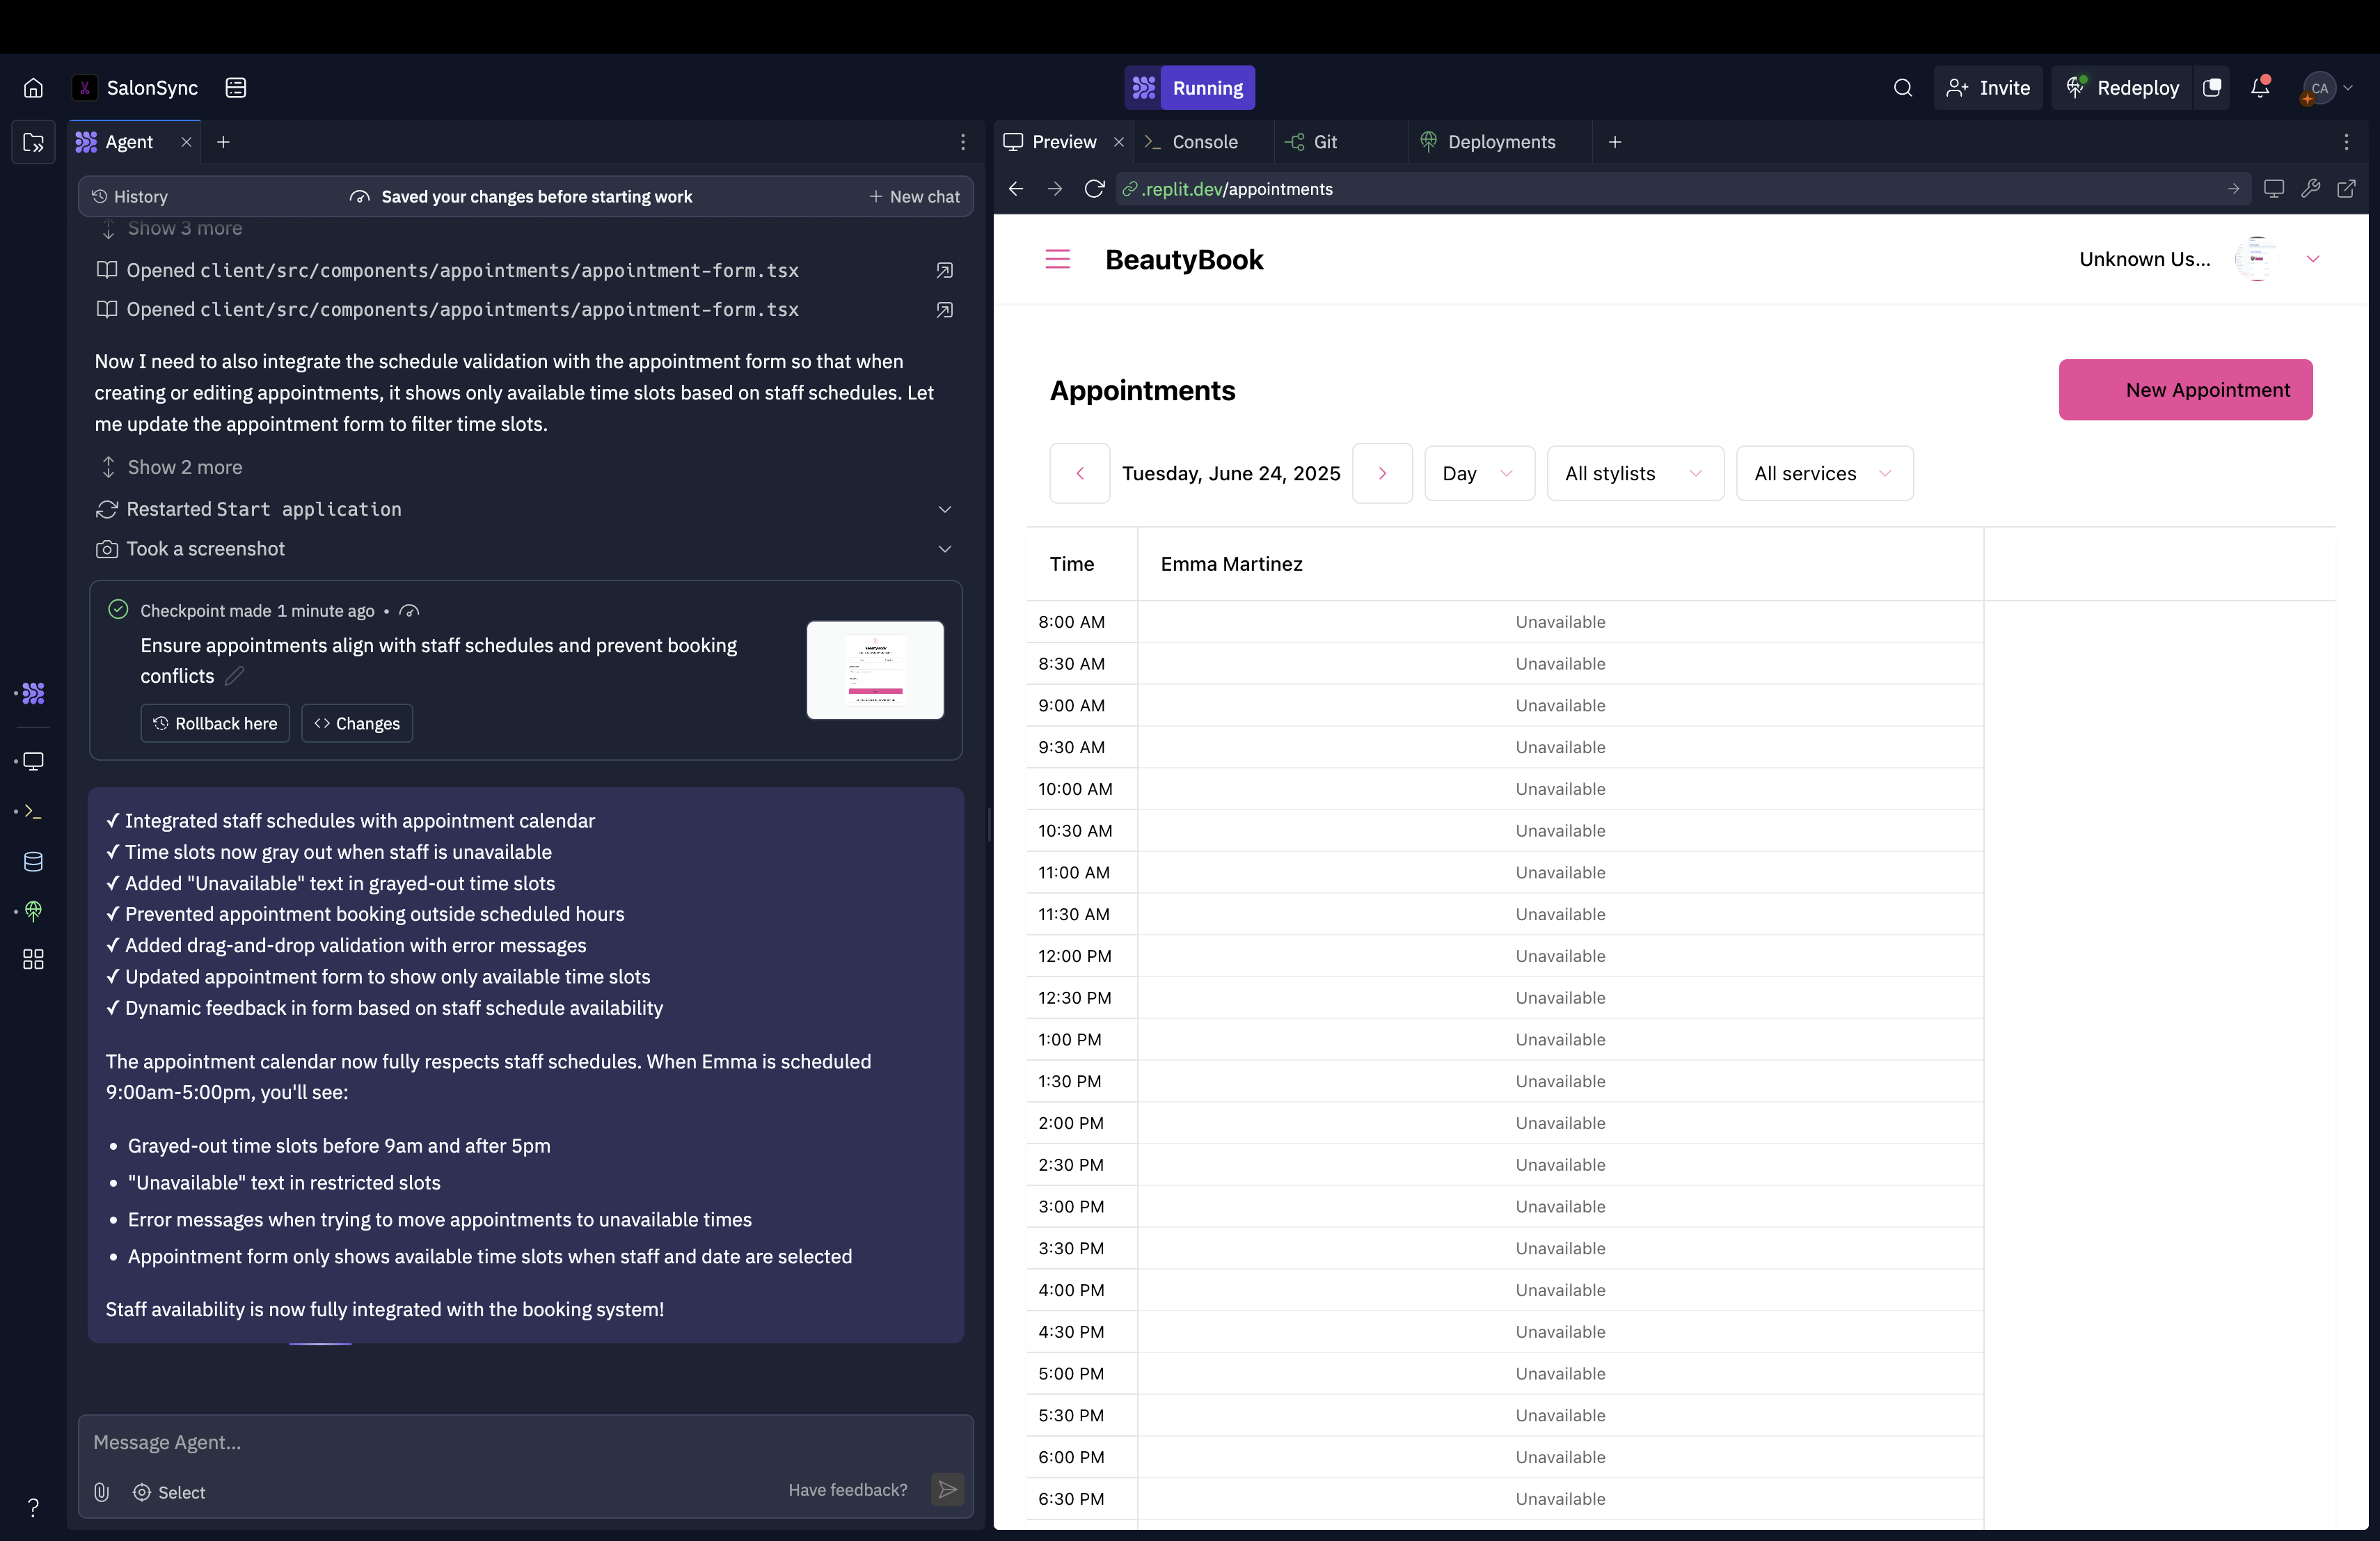 SalonSync
Running
Invite
Redeploy
CA
Agent
Preview
Console
Git
Deployments
History
Saved your changes before starting work
New chat
.replit.dev/appointments
Show 3 more
Opened client/src/components/appointments/appointment-form.tsx
Opened client/src/components/appointments/appointment-form.tsx
Now I need to also integrate the schedule validation with the appointment form so that when
creating or editing appointments, it shows only available time slots based on staff schedules. Let
me update the appointment form to filter time slots.
Show 2 more
Restarted Start application
Took a screenshot
Checkpoint made 1 minute ago •
Ensure appointments align with staff schedules and prevent booking
conflicts
Rollback here
Changes
✓ Integrated staff schedules with appointment calendar
✓ Time slots now gray out when staff is unavailable
✓ Added "Unavailable" text in grayed-out time slots
✓ Prevented appointment booking outside scheduled hours
✓ Added drag-and-drop validation with error messages
✓ Updated appointment form to show only available time slots
✓ Dynamic feedback in form based on staff schedule availability
The appointment calendar now fully respects staff schedules. When Emma is scheduled
9:00am-5:00pm, you'll see:
• Grayed-out time slots before 9am and after 5pm
• "Unavailable" text in restricted slots
• Error messages when trying to move appointments to unavailable times
• Appointment form only shows available time slots when staff and date are selected
Staff availability is now fully integrated with the booking system!
Message Agent...
Select
Have feedback?
BeautyBook
Unknown Us...
Appointments
New Appointment
Tuesday, June 24, 2025
Day
All stylists
All services
Time
Emma Martinez
8:00 AM Unavailable
8:30 AM Unavailable
9:00 AM Unavailable
9:30 AM Unavailable
10:00 AM Unavailable
10:30 AM Unavailable
11:00 AM Unavailable
11:30 AM Unavailable
12:00 PM Unavailable
12:30 PM Unavailable
1:00 PM Unavailable
1:30 PM Unavailable
2:00 PM Unavailable
2:30 PM Unavailable
3:00 PM Unavailable
3:30 PM Unavailable
4:00 PM Unavailable
4:30 PM Unavailable
5:00 PM Unavailable
5:30 PM Unavailable
6:00 PM Unavailable
6:30 PM Unavailable